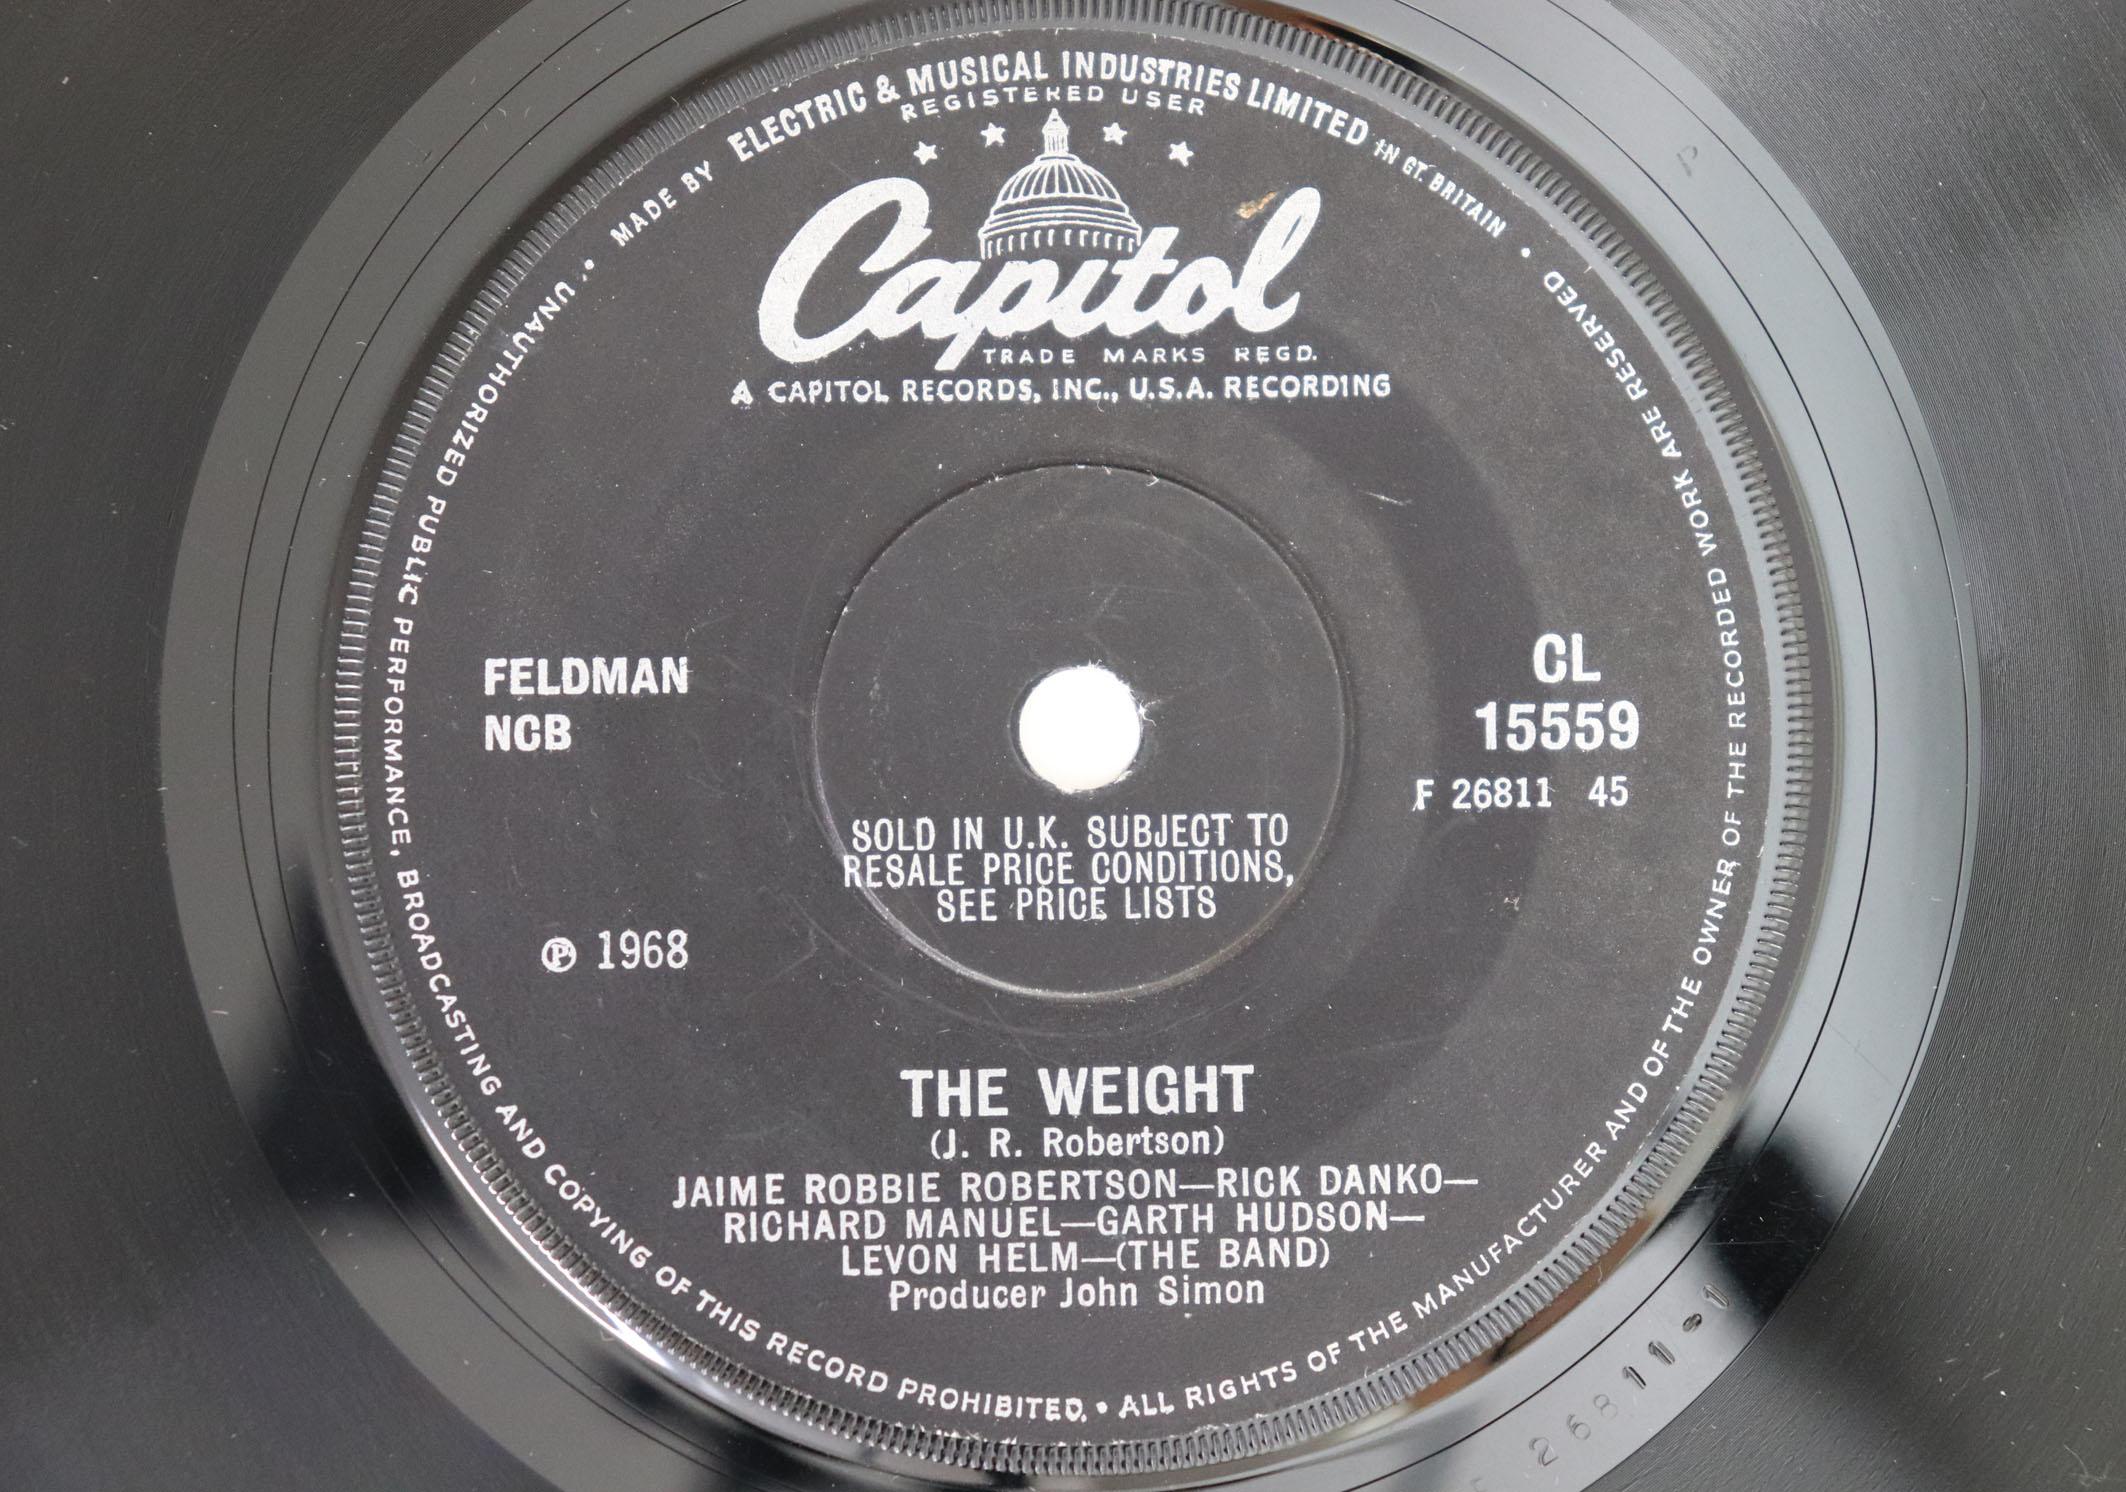 MADE BY ELECTRIC & MUSICAL INDUSTRIES LIMITED IN GT. BRITAIN •
REGISTERED USER
Capitol
TRADE MARKS REGD.
A CAPITOL RECORDS, INC., U.S.A. RECORDING
FELDMAN
NCB
CL
15559
F 26811 45
SOLD IN U.K. SUBJECT TO
RESALE PRICE CONDITIONS,
SEE PRICE LISTS
Ⓟ 1968
THE WEIGHT
(J. R. Robertson)
JAIME ROBBIE ROBERTSON—RICK DANKO—
RICHARD MANUEL—GARTH HUDSON—
LEVON HELM—(THE BAND)
Producer John Simon
ALL RIGHTS OF THE MANUFACTURER AND OF THE OWNER OF THE RECORDED WORK ARE RESERVED •
UNAUTHORIZED PUBLIC PERFORMANCE, BROADCASTING AND COPYING OF THIS RECORD PROHIBITED. •
P